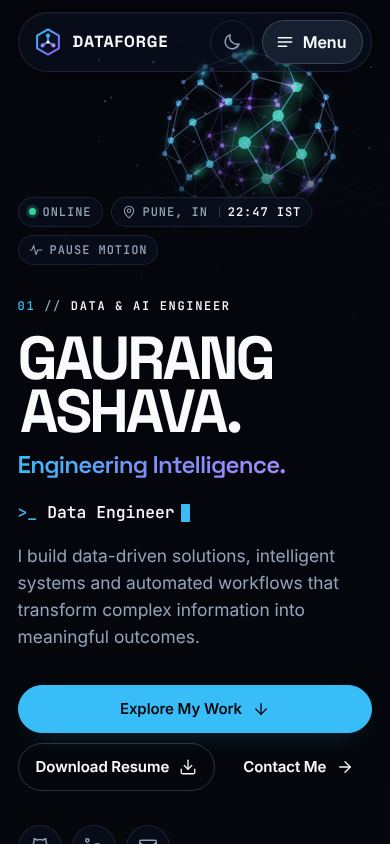 DATAFORGE
Menu
ONLINE
PUNE, IN | 22:47 IST
PAUSE MOTION
01 // DATA & AI ENGINEER
GAURANG
ASHAVA.
Engineering Intelligence.
>_ Data Engineer
I build data-driven solutions, intelligent
systems and automated workflows that
transform complex information into
meaningful outcomes.
Explore My Work ↓
Download Resume
Contact Me →